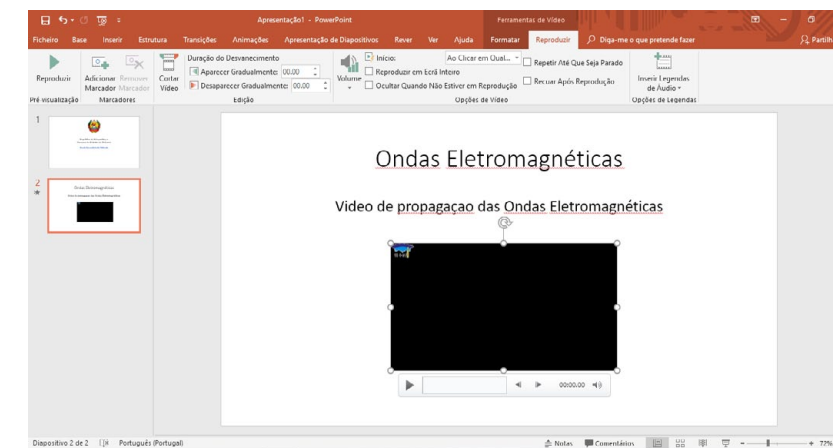 Apresentação1 - PowerPoint
Ferramentas de Vídeo
Ficheiro Base Inserir Estrutura Transições Animações Apresentação de Diapositivos Rever Ver Ajuda Formatar Reproduzir Diga-me o que pretende fazer Partilh
Reproduzir
Pré visualização
Adicionar Marcador
Remover Marcador
Marcadores
Cortar Vídeo
Duração do Desvanecimento
Aparecer Gradualmente: 00.00
Desaparecer Gradualmente: 00.00
Edição
Volume
Início: Ao Clicar em Qual...
Reproduzir em Ecrã Inteiro
Ocultar Quando Não Estiver em Reprodução
Repetir Até Que Seja Parado
Recuar Após Reprodução
Opções de Vídeo
Inserir Legendas de Áudio
Opções de Legendas
1
2
Ondas Eletromagnéticas
Video de propagaçao das Ondas Eletromagnéticas
00:00.00
Diapositivo 2 de 2 Português (Portugal) Notas Comentários 72%